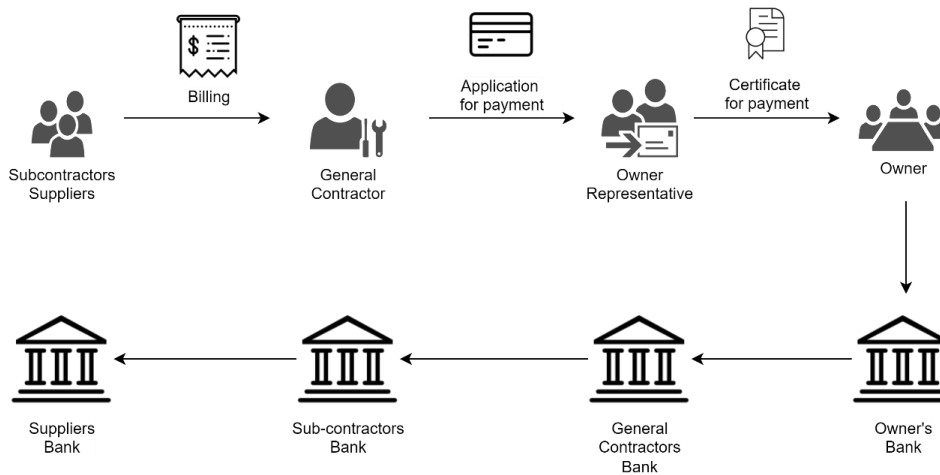 Billing
Application
for payment
Certificate
for payment
Subcontractors
Suppliers
General
Contractor
Owner
Representative
Owner
Suppliers
Bank
Sub-contractors
Bank
General
Contractors
Bank
Owner's
Bank